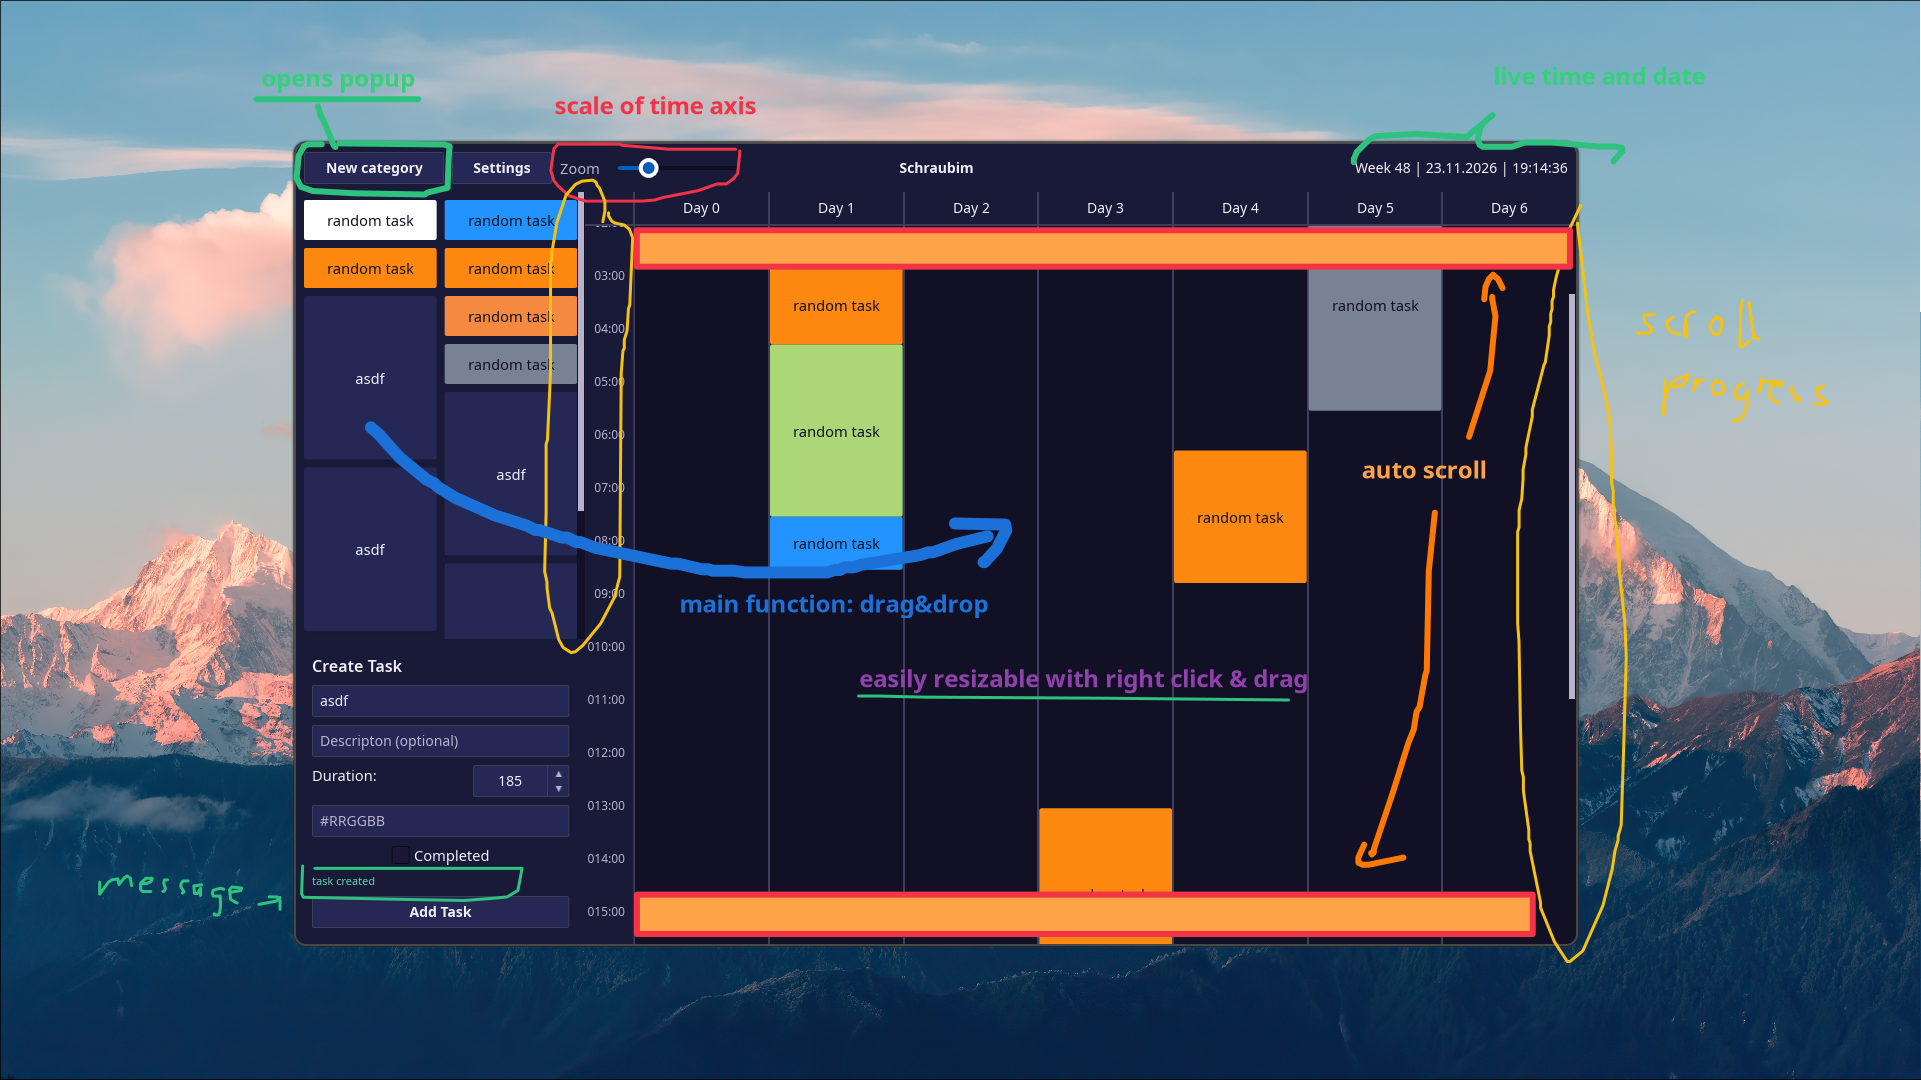 opens popup
scale of time axis
live time and date
New category
Settings
Zoom
Schraubim
Week 48 | 23.11.2026 | 19:14:36
Day 0
Day 1
Day 2
Day 3
Day 4
Day 5
Day 6
random task
random task
random task
random task
random task
random task
asdf
asdf
asdf
03:00
04:00
05:00
06:00
07:00
08:00
09:00
010:00
011:00
012:00
013:00
014:00
015:00
random task
random task
random task
random task
random task
scroll
progress
auto scroll
main function: drag&drop
easily resizable with right click & drag
Create Task
asdf
Descripton (optional)
Duration:
185
#RRGGBB
Completed
message
task created
Add Task